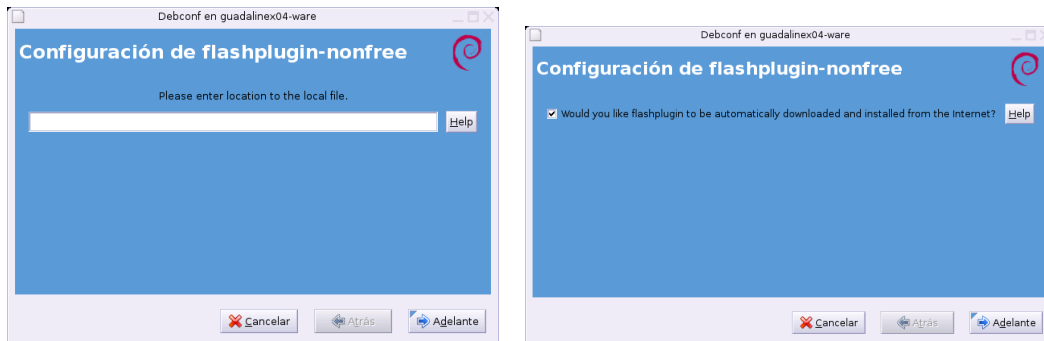 Debconf en guadalinex04-ware
Configuración de flashplugin-nonfree
Please enter location to the local file.
Help
Cancelar
Atrás
Adelante
Debconf en guadalinex04-ware
Configuración de flashplugin-nonfree
Would you like flashplugin to be automatically downloaded and installed from the Internet?
Help
Cancelar
Atrás
Adelante